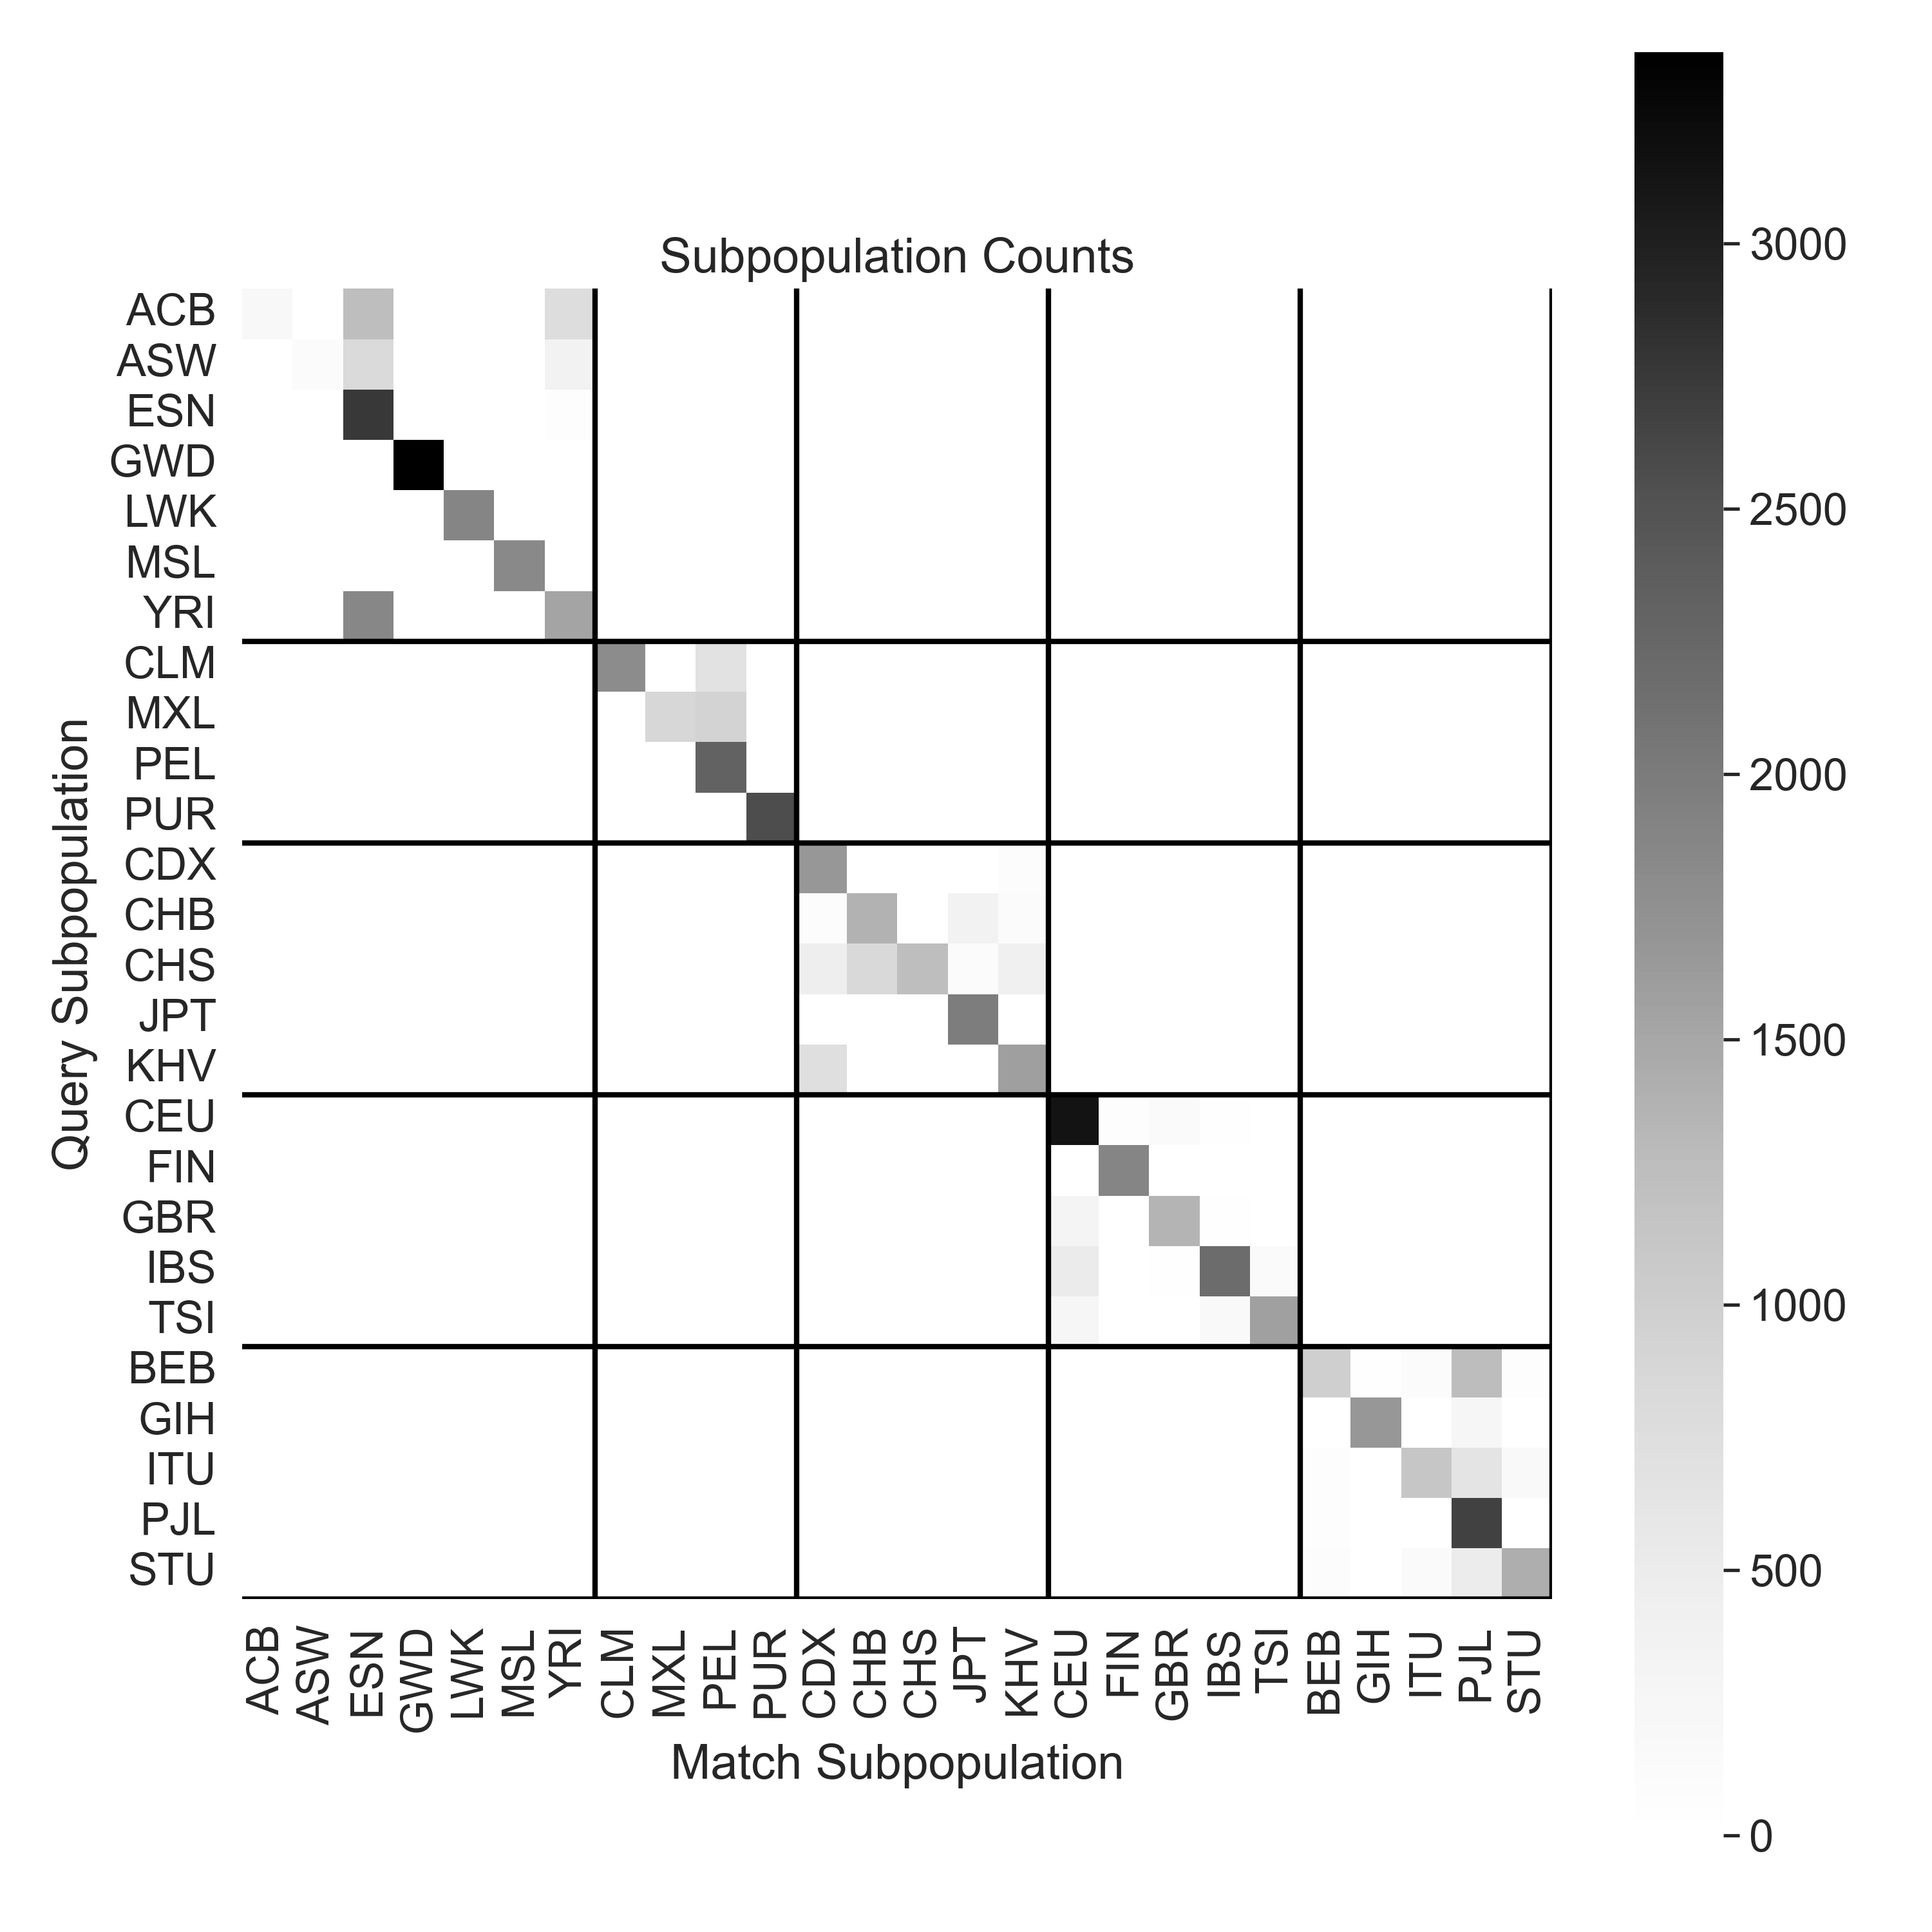 Subpopulation Counts
ACB
ASW
ESN
GWD
LWK
MSL
YRI
CLM
MXL
PEL
PUR
CDX
CHB
CHS
JPT
KHV
CEU
FIN
GBR
IBS
TSI
BEB
GIH
ITU
PJL
STU
Query Subpopulation
ACB
ASW
ESN
GWD
LWK
MSL
YRI
CLM
MXL
PEL
PUR
CDX
CHB
CHS
JPT
KHV
CEU
FIN
GBR
IBS
TSI
BEB
GIH
ITU
PJL
STU
Match Subpopulation
3000
2500
2000
1500
1000
500
0